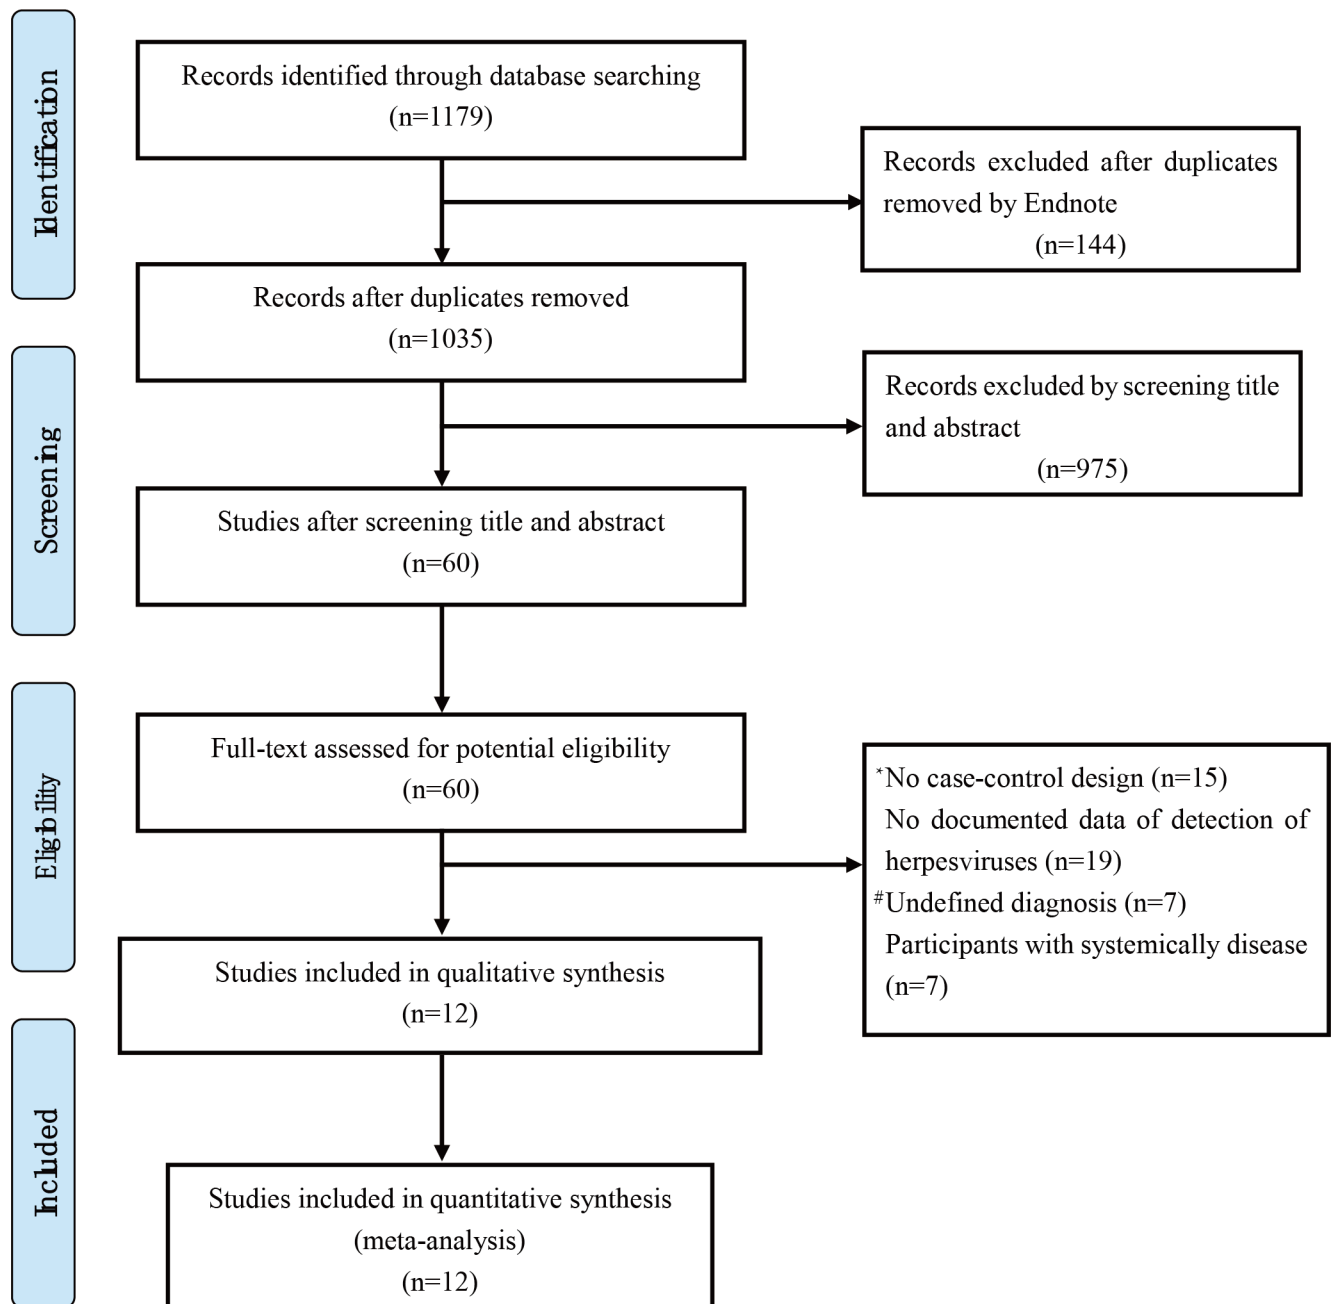 Identification
Records identified through database searching
(n=1179)
Records excluded after duplicates
removed by Endnote
(n=144)
Records after duplicates removed
(n=1035)
Screening
Records excluded by screening title
and abstract
(n=975)
Studies after screening title and abstract
(n=60)
Eligibility
Full-text assessed for potential eligibility
(n=60)
*No case-control design (n=15)
No documented data of detection of
herpesviruses (n=19)
#Undefined diagnosis (n=7)
Participants with systemically disease
(n=7)
Studies included in qualitative synthesis
(n=12)
Included
Studies included in quantitative synthesis
(meta-analysis)
(n=12)